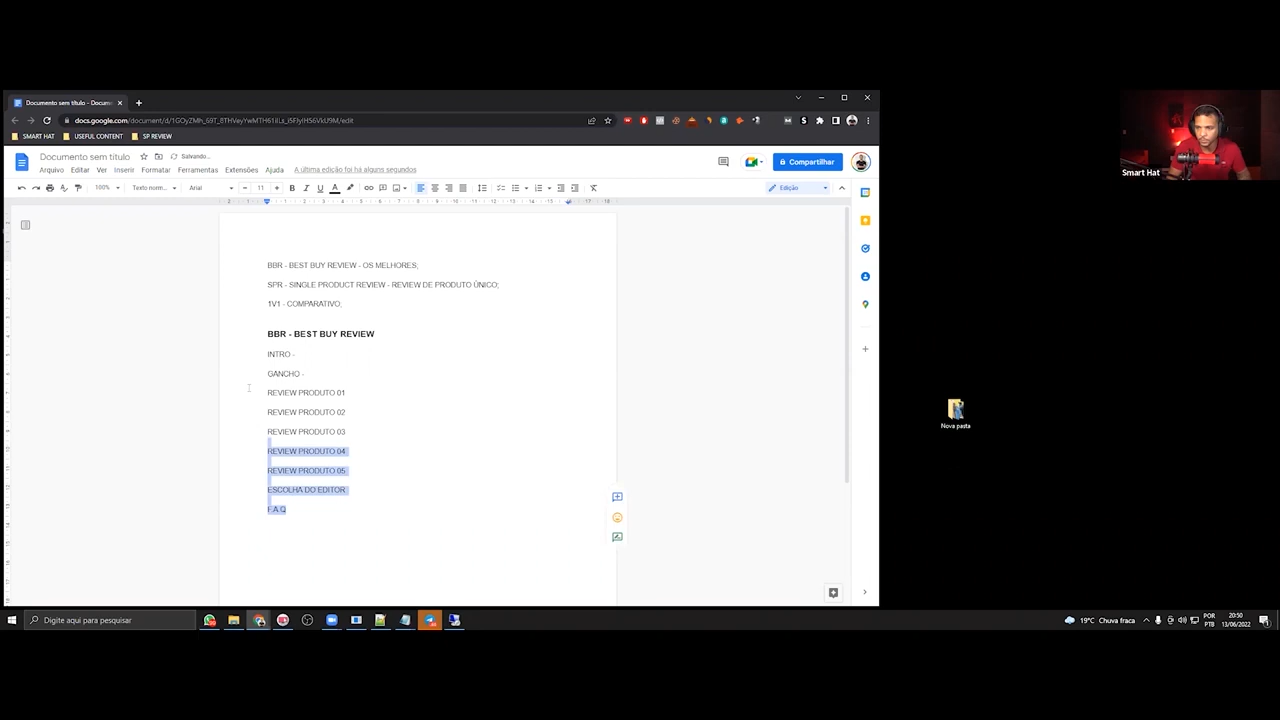 Documento sem título - Docum
SMART HAT
USEFUL CONTENT
SP REVIEW
Documento sem título
Salvando...
Arquivo
Editar
Ver
Inserir
Formatar
Ferramentas
Extensões
Ajuda
A última edição foi há alguns segundos
Compartilhar
100%
Texto norm...
Arial
11
Edição
BBR - BEST BUY REVIEW - OS MELHORES;
SPR - SINGLE PRODUCT REVIEW - REVIEW DE PRODUTO ÚNICO;
1V1 - COMPARATIVO;
BBR - BEST BUY REVIEW
INTRO -
GANCHO -
REVIEW PRODUTO 01
REVIEW PRODUTO 02
REVIEW PRODUTO 03
REVIEW PRODUTO 04
REVIEW PRODUTO 05
ESCOLHA DO EDITOR
F.A.Q
Smart Hat
Nova pasta
Digite aqui para pesquisar
19°C Chuva fraca
POR
PTB
20:50
13/06/2022